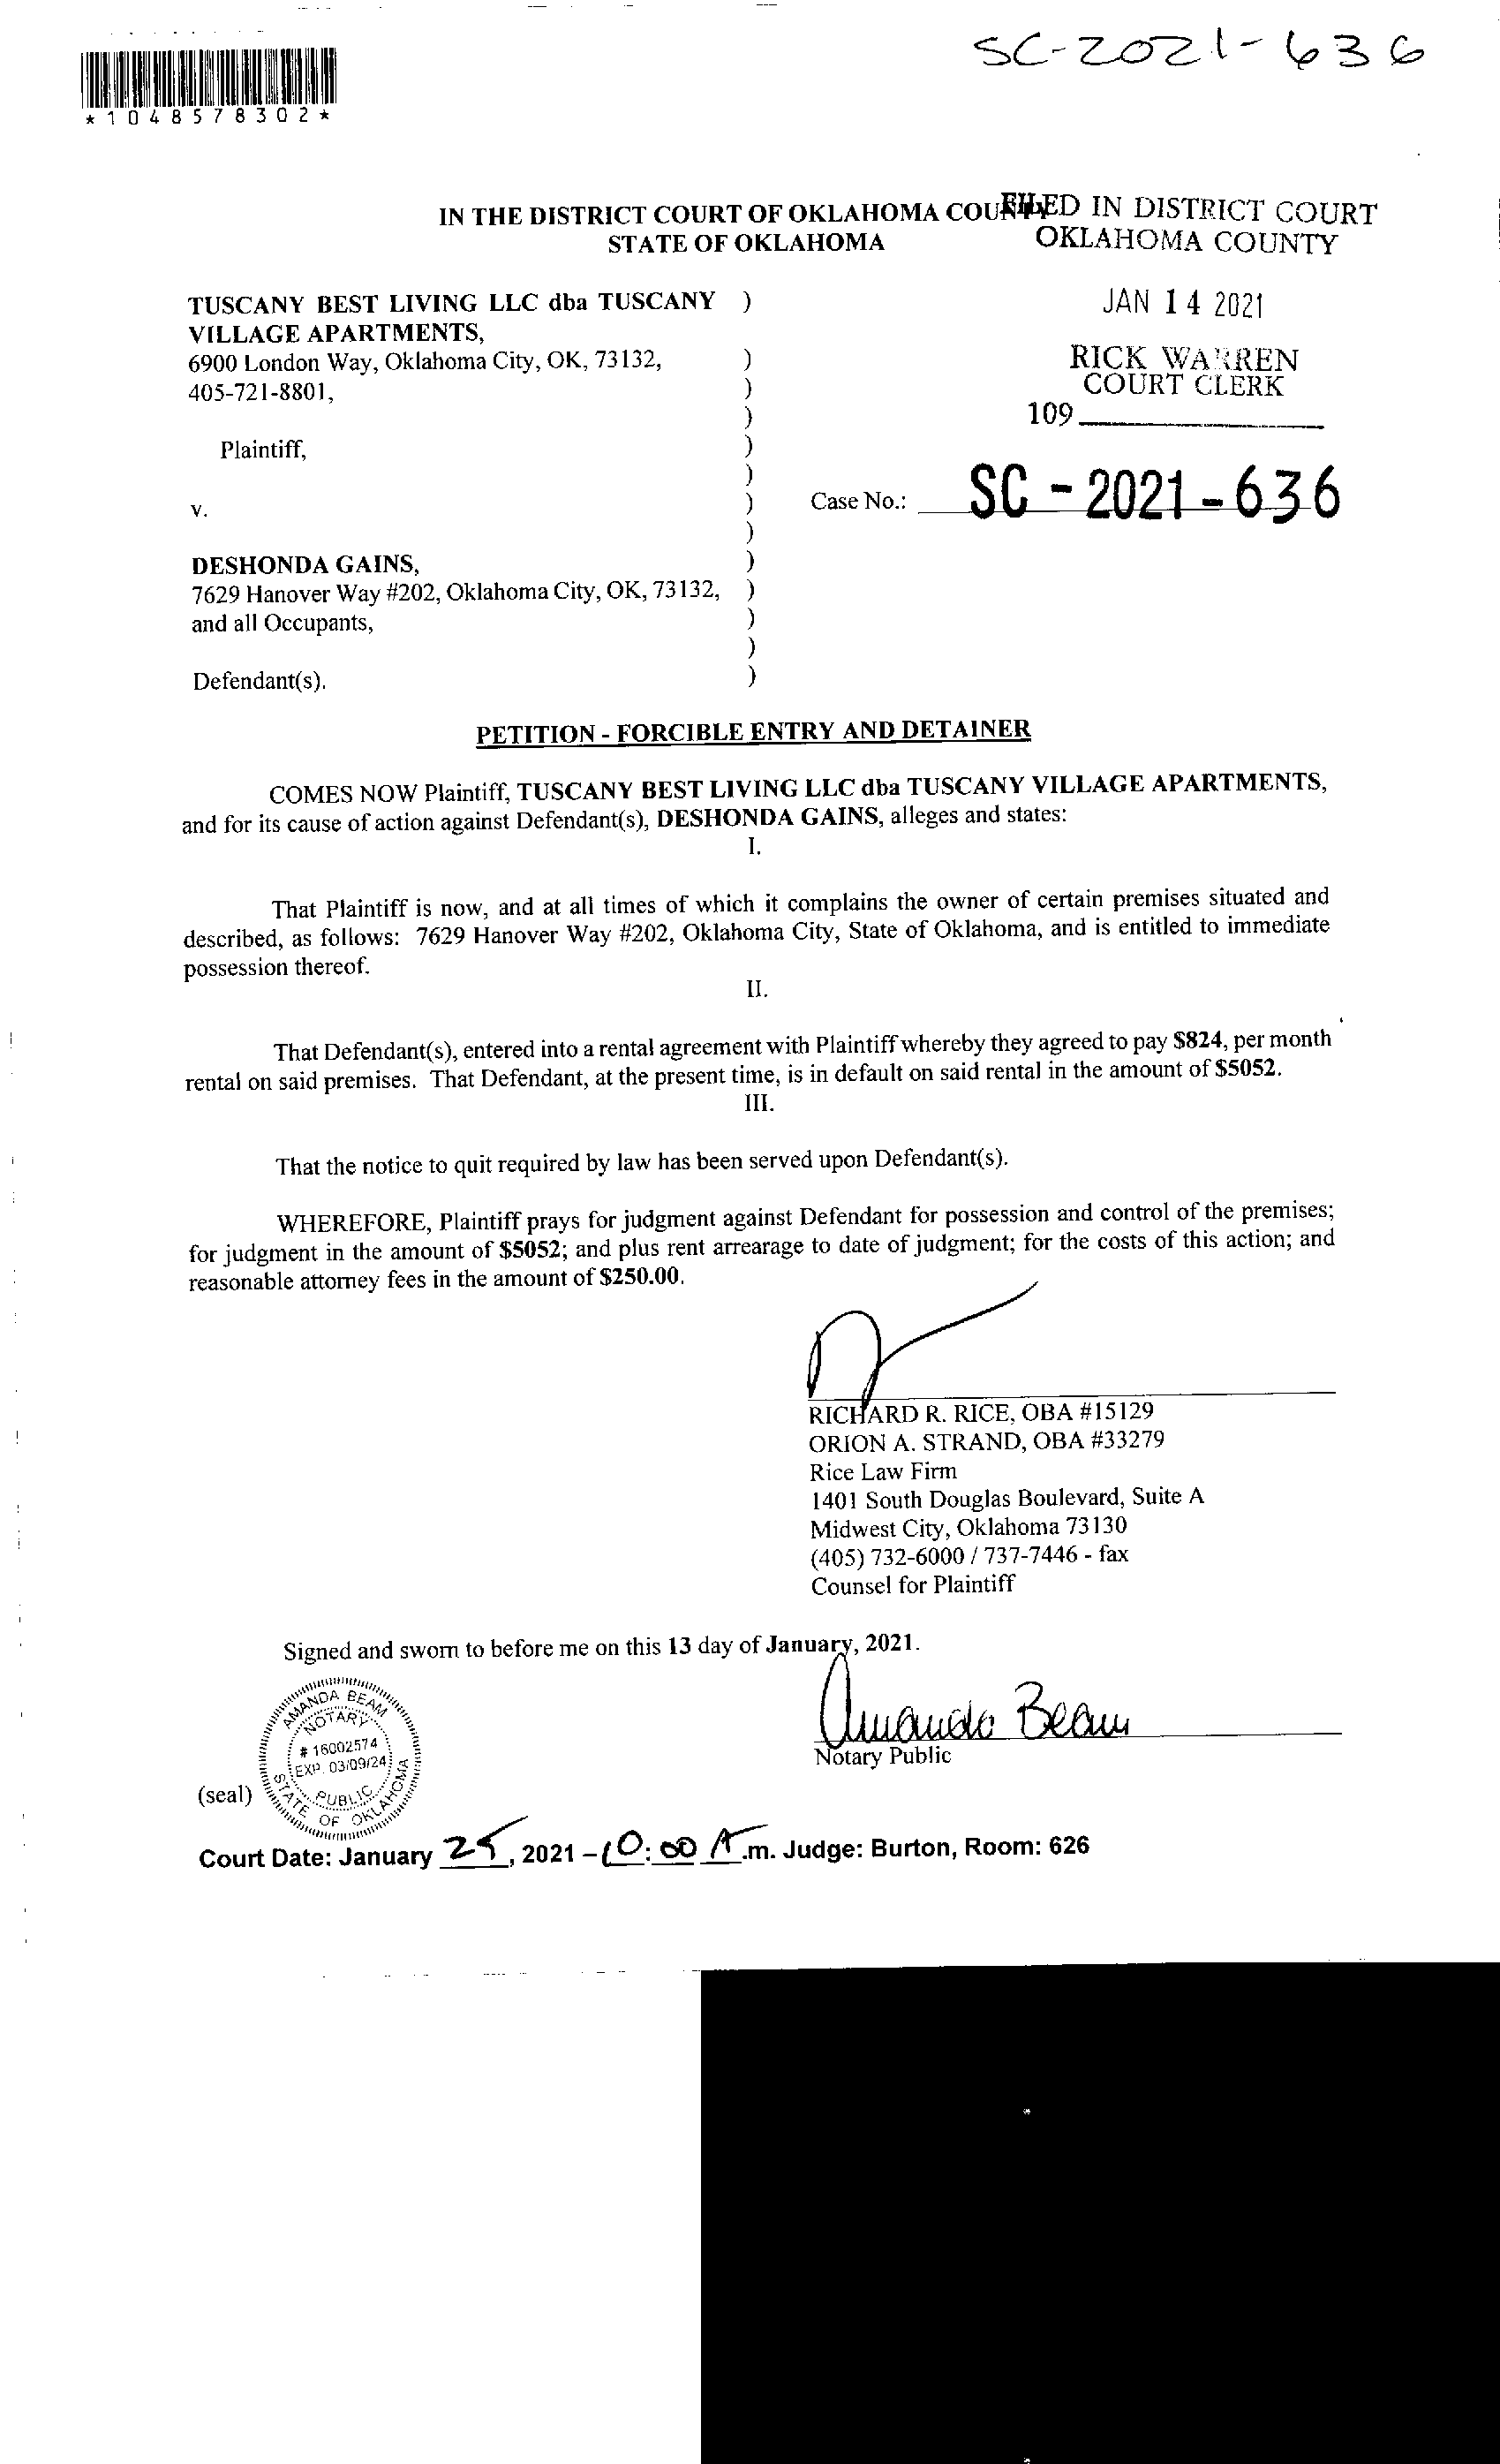 SC-2021-636
*1048578302*
IN THE DISTRICT COURT OF OKLAHOMA COUNTY
STATE OF OKLAHOMA
FILED IN DISTRICT COURT
OKLAHOMA COUNTY
JAN 14 2021
RICK WARREN
COURT CLERK
109
TUSCANY BEST LIVING LLC dba TUSCANY )
VILLAGE APARTMENTS,
6900 London Way, Oklahoma City, OK, 73132, )
405-721-8801, )
)
Plaintiff, )
)
v. )
Case No.: SC-2021-636
)
DESHONDA GAINS, )
7629 Hanover Way #202, Oklahoma City, OK, 73132, )
and all Occupants, )
)
Defendant(s). )
PETITION - FORCIBLE ENTRY AND DETAINER
COMES NOW Plaintiff, TUSCANY BEST LIVING LLC dba TUSCANY VILLAGE APARTMENTS,
and for its cause of action against Defendant(s), DESHONDA GAINS, alleges and states:
I.
That Plaintiff is now, and at all times of which it complains the owner of certain premises situated and
described, as follows: 7629 Hanover Way #202, Oklahoma City, State of Oklahoma, and is entitled to immediate
possession thereof.
II.
That Defendant(s), entered into a rental agreement with Plaintiff whereby they agreed to pay $824, per month
rental on said premises. That Defendant, at the present time, is in default on said rental in the amount of $5052.
III.
That the notice to quit required by law has been served upon Defendant(s).
WHEREFORE, Plaintiff prays for judgment against Defendant for possession and control of the premises;
for judgment in the amount of $5052; and plus rent arrearage to date of judgment; for the costs of this action; and
reasonable attorney fees in the amount of $250.00.
RICHARD R. RICE, OBA #15129
ORION A. STRAND, OBA #33279
Rice Law Firm
1401 South Douglas Boulevard, Suite A
Midwest City, Oklahoma 73130
(405) 732-6000 / 737-7446 - fax
Counsel for Plaintiff
Signed and sworn to before me on this 13 day of January, 2021.
Amanda Beam
Notary Public
AMANDA BEAM
NOTARY
# 16002574
EXP. 03/09/24
PUBLIC
STATE OF OKLAHOMA
(seal)
Court Date: January 25, 2021 – 10:00 A.m. Judge: Burton, Room: 626